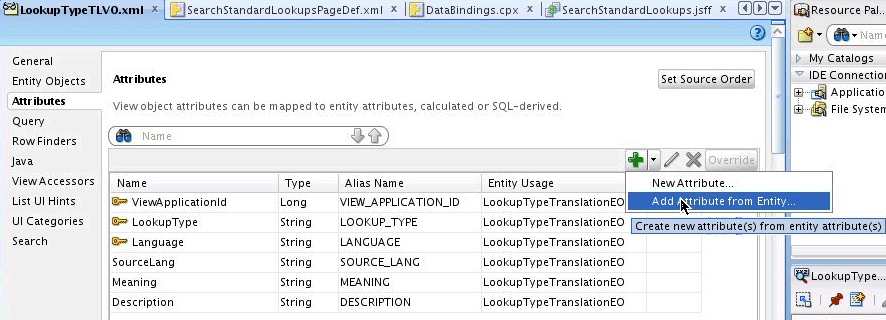 LookupTypeTLVO.xml SearchStandardLookupsPageDef.xml DataBindings.cpx SearchStandardLookups.jsff
Resource Pal...
Name
My Catalogs
IDE Connection
Applicatio
File System
General
Entity Objects
Attributes
Query
Row Finders
Java
View Accessors
List UI Hints
UI Categories
Search
Attributes
Set Source Order
View object attributes can be mapped to entity attributes, calculated or SQL-derived.
Name
Override
Name Type Alias Name Entity Usage
ViewApplicationId Long VIEW_APPLICATION_ID LookupTypeTranslationEO
LookupType String LOOKUP_TYPE LookupTypeTranslationEO
Language String LANGUAGE LookupTypeTranslationEO
SourceLang String SOURCE_LANG LookupTypeTranslationEO
Meaning String MEANING LookupTypeTranslationEO
Description String DESCRIPTION LookupTypeTranslationEO
New Attribute...
Add Attribute from Entity...
Create new attribute(s) from entity attribute(s)
LookupType...